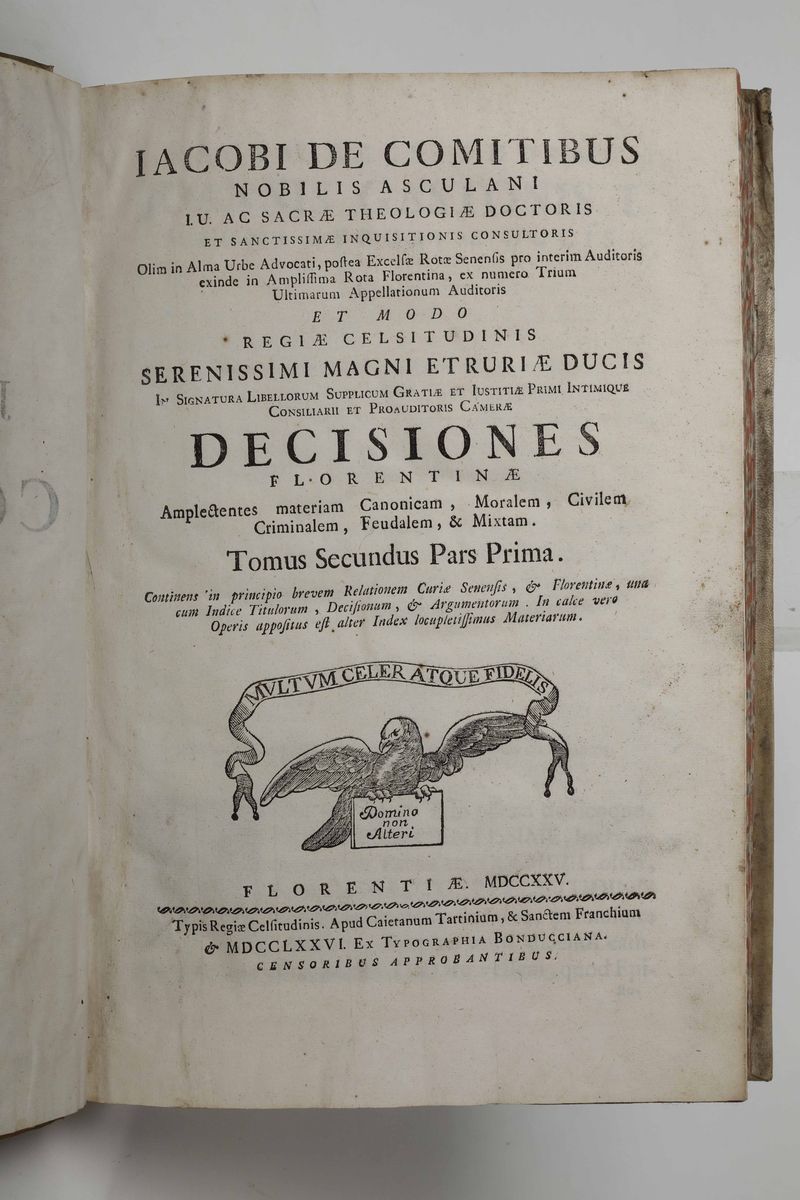 IACOBI DE COMITIBUS
NOBILIS ASCULANI
I.U. AC SACRÆ THEOLOGIÆ DOCTORIS
ET SANCTISSIMÆ INQUISITIONIS CONSULTORIS
Olim in Alma Urbe Advocati, poſtea Excelſæ Rotæ Senenſis pro interim Auditoris
exinde in Ampliſſima Rota Florentina, ex numero Trium
Ultimarum Appellationum Auditoris
ET MODO
REGIÆ CELSITUDINIS
SERENISSIMI MAGNI ETRURIÆ DUCIS
IN SIGNATURA LIBELLORUM SUPPLICUM GRATIÆ ET IUSTITIÆ PRIMI INTIMIQUE
CONSILIARII ET PROAUDITORIS CAMERÆ
DECISIONES
FLORENTINÆ
Amplectentes materiam Canonicam, Moralem, Civilem
Criminalem, Feudalem, & Mixtam.
Tomus Secundus Pars Prima.
Continens in principio brevem Relationem Curiæ Senenſis, & Florentinæ, una
cum Indice Titulorum, Deciſionum, & Argumentorum. In calce vero
Operis appoſitus eſt alter Index locupletiſſimus Materiarum.
MVLTVM CELER ATQUE FIDELIS
Domino
non
Alteri
FLORENTIÆ. MDCCXXV.
Typis Regiæ Celſitudinis. Apud Caietanum Tartinium, & Sanctem Franchium
& MDCCLXXVI. EX TYPOGRAPHIA BONDUCCIANA.
CENSORIBUS APPROBANTIBUS.